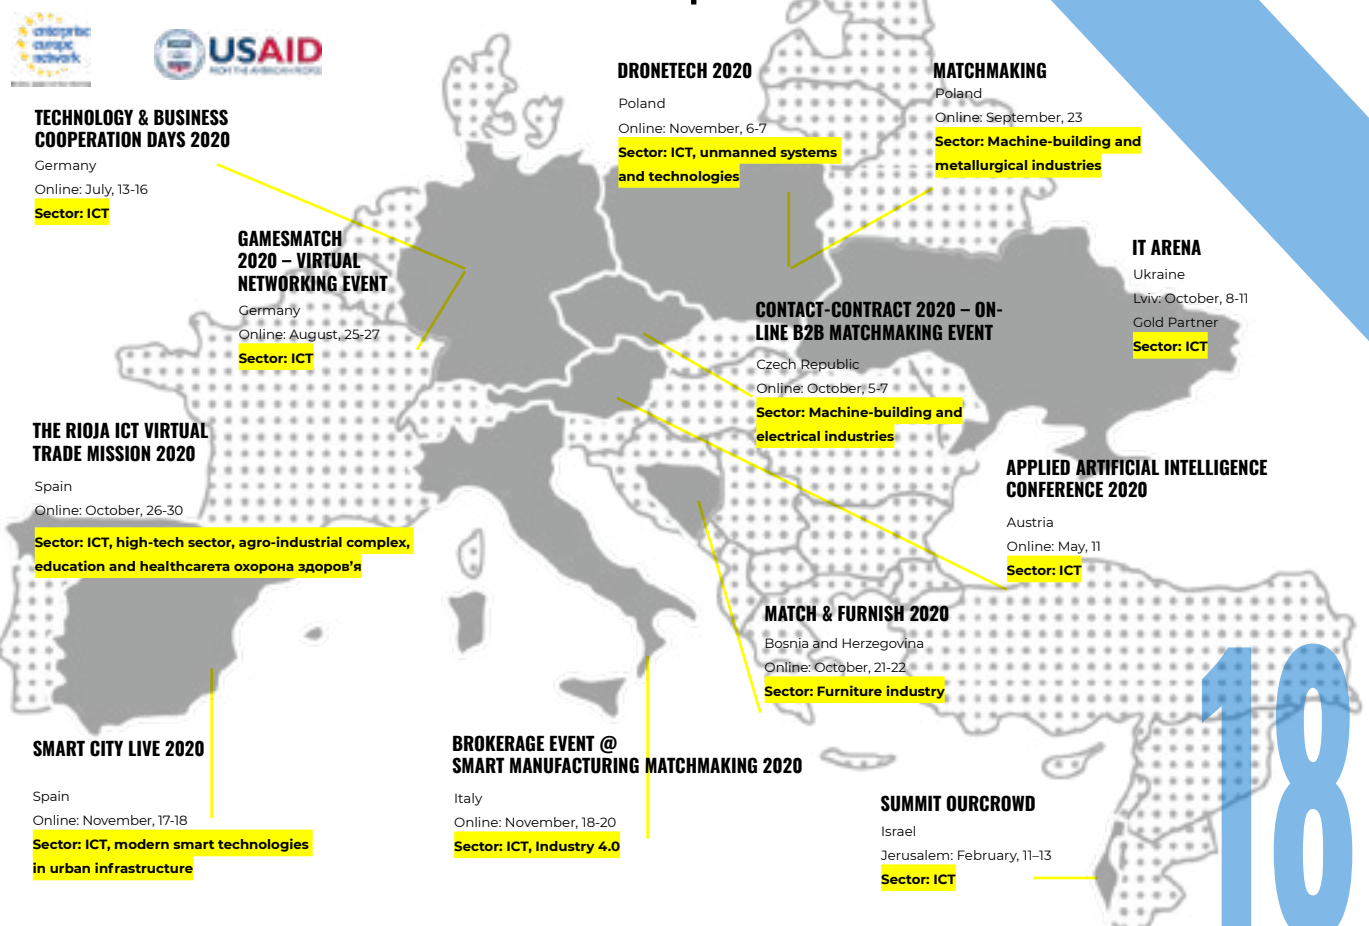 enterprise
europe
network
USAID
FROM THE AMERICAN PEOPLE
TECHNOLOGY & BUSINESS
COOPERATION DAYS 2020
Germany
Online: July, 13-16
Sector: ICT
GAMESMATCH
2020 – VIRTUAL
NETWORKING EVENT
Germany
Online: August, 25-27
Sector: ICT
DRONETECH 2020
Poland
Online: November, 6-7
Sector: ICT, unmanned systems
and technologies
MATCHMAKING
Poland
Online: September, 23
Sector: Machine-building and
metallurgical industries
IT ARENA
Ukraine
Lviv: October, 8-11
Gold Partner
Sector: ICT
CONTACT-CONTRACT 2020 – ON-
LINE B2B MATCHMAKING EVENT
Czech Republic
Online: October, 5-7
Sector: Machine-building and
electrical industries
THE RIOJA ICT VIRTUAL
TRADE MISSION 2020
Spain
Online: October, 26-30
Sector: ICT, high-tech sector, agro-industrial complex,
education and healthcareта охорона здоров’я
APPLIED ARTIFICIAL INTELLIGENCE
CONFERENCE 2020
Austria
Online: May, 11
Sector: ICT
MATCH & FURNISH 2020
Bosnia and Herzegovina
Online: October, 21-22
Sector: Furniture industry
SMART CITY LIVE 2020
Spain
Online: November, 17-18
Sector: ICT, modern smart technologies
in urban infrastructure
BROKERAGE EVENT @
SMART MANUFACTURING MATCHMAKING 2020
Italy
Online: November, 18-20
Sector: ICT, Industry 4.0
SUMMIT OURCROWD
Israel
Jerusalem: February, 11–13
Sector: ICT
18